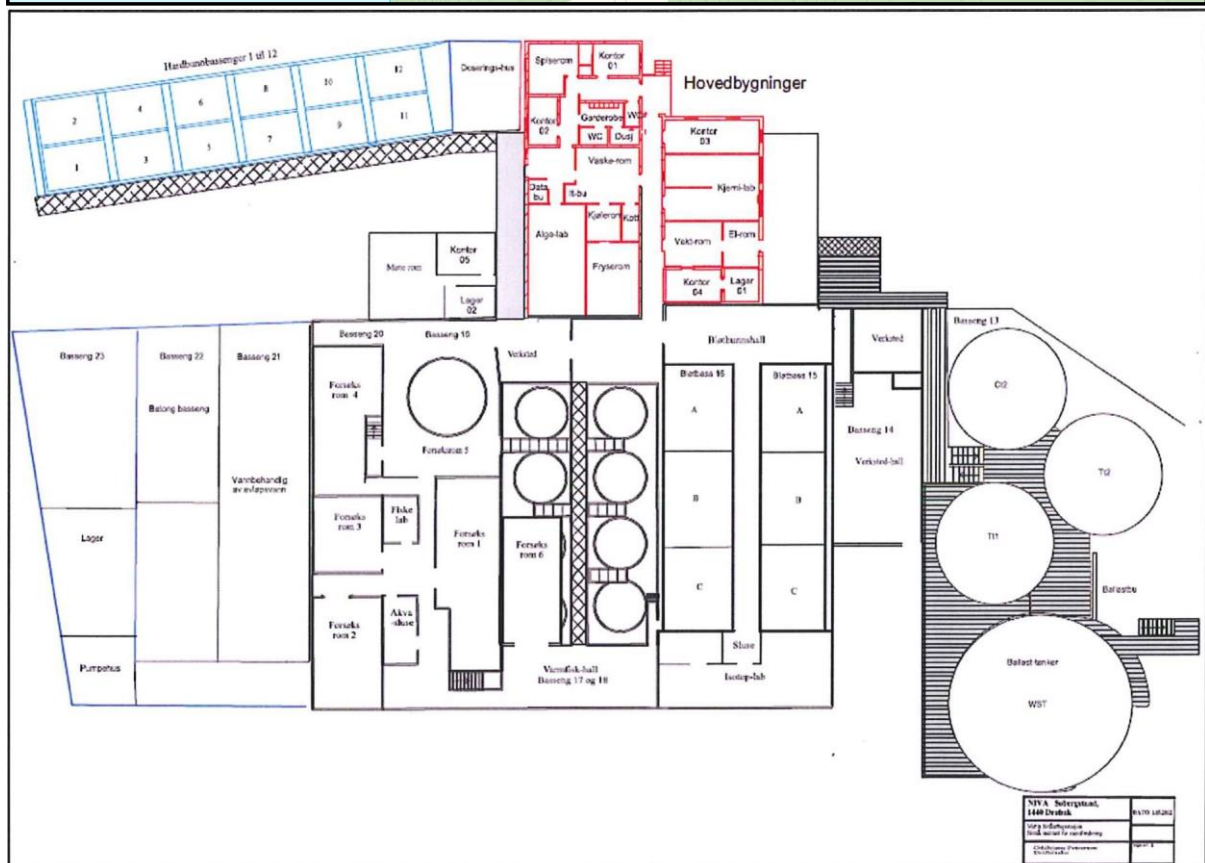 Hardbunnbassenger 1 til 12
2
4
6
8
10
12
1
3
5
7
9
11
Doserings-hus
Spiserom
Kontor
01
Hovedbygninger
Kontor
02
Garderobe
WC
WC
Dusj
Vaske-rom
Kontor
03
Kjemi-lab
Data
bu
It-bu
Kjølerom
Kott
Alge-lab
Fryserom
Vekt-rom
El-rom
Kontor
04
Lager
01
Kontor
05
Lager
02
Basseng 23
Basseng 22
Basseng 21
Betong basseng
Vannbehandlig
av avløpsvann
Lager
Pumpehus
Basseng 20
Basseng 19
Verksted
Forsøks
rom 4
Forsøksrom 5
Forsøks
rom 3
Fiske
lab
Forsøks
rom 1
Forsøks
rom 6
Forsøks
rom 2
Akva
-sluse
Varmfisk-hall
Basseng 17 og 18
Bløtbunnshall
Bløtbass 16
Bløtbass 15
A
A
B
B
C
C
Sluse
Isotop-lab
Verksted
Basseng 14
Verksted-hall
Basseng 13
Ct2
Tt2
Tt1
Ballastbu
Ballast tanker
WST
NIVA Solbergstrand,
1440 Drøbak